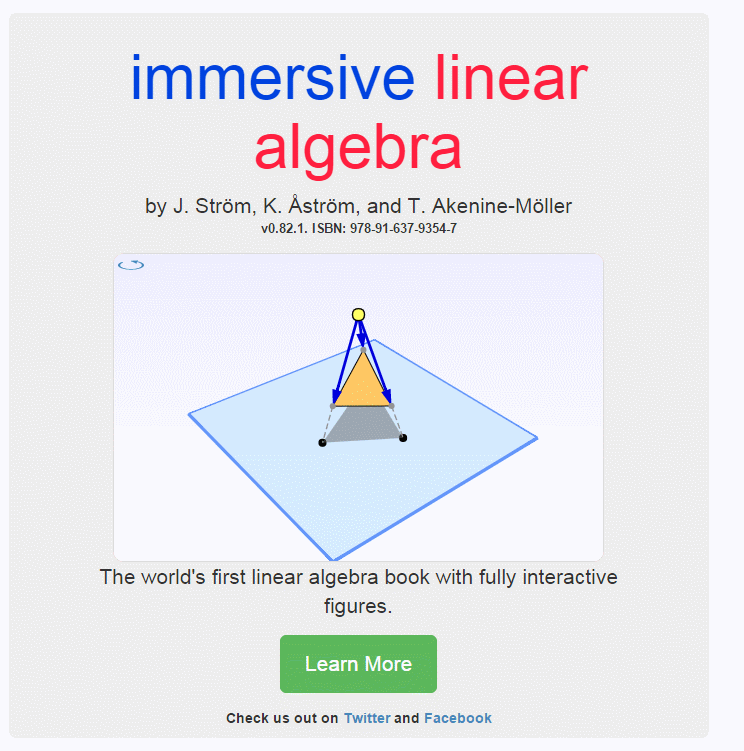 immersive linear
algebra
by J. Ström, K. Åström, and T. Akenine-Möller
v0.82.1. ISBN: 978-91-637-9354-7
The world's first linear algebra book with fully interactive
figures.
Learn More
Check us out on Twitter and Facebook